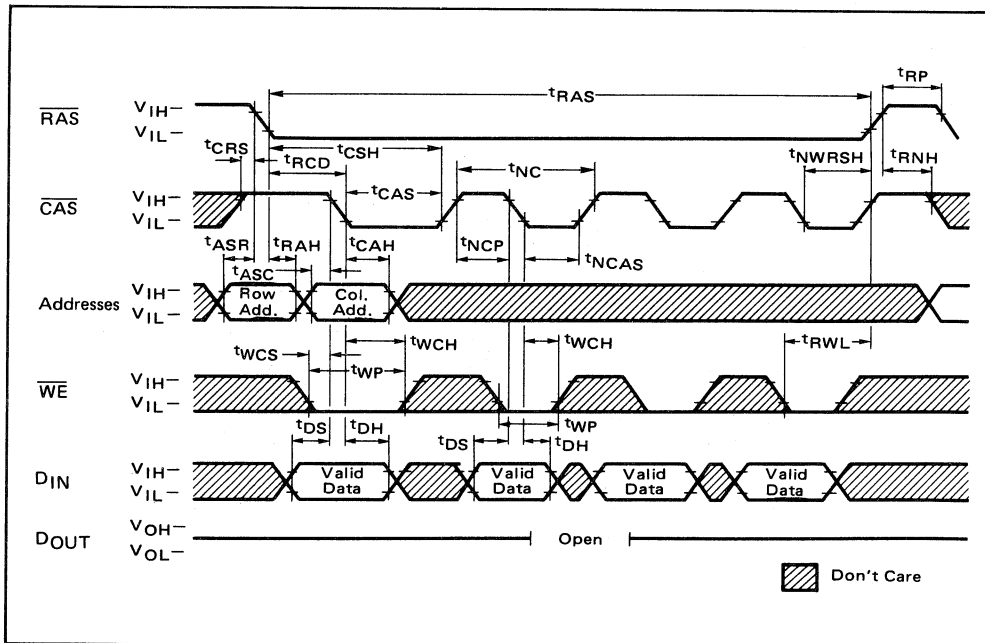 tRP
tRAS
RAS
VIH–
VIL–
tCRS
tRCD
tCSH
tNC
tNWRSH
tRNH
tCAS
CAS
VIH–
VIL–
tASR
tRAH
tCAH
tNCP
tNCAS
tASC
Addresses
VIH–
VIL–
Row
Add.
Col.
Add.
tWCH
tWCH
tRWL
tWCS
tWP
WE
VIH–
VIL–
tWP
tDS
tDH
tDS
tDH
DIN
VIH–
VIL–
Valid
Data
Valid
Data
Valid
Data
Valid
Data
DOUT
VOH–
VOL–
Open
Don't Care